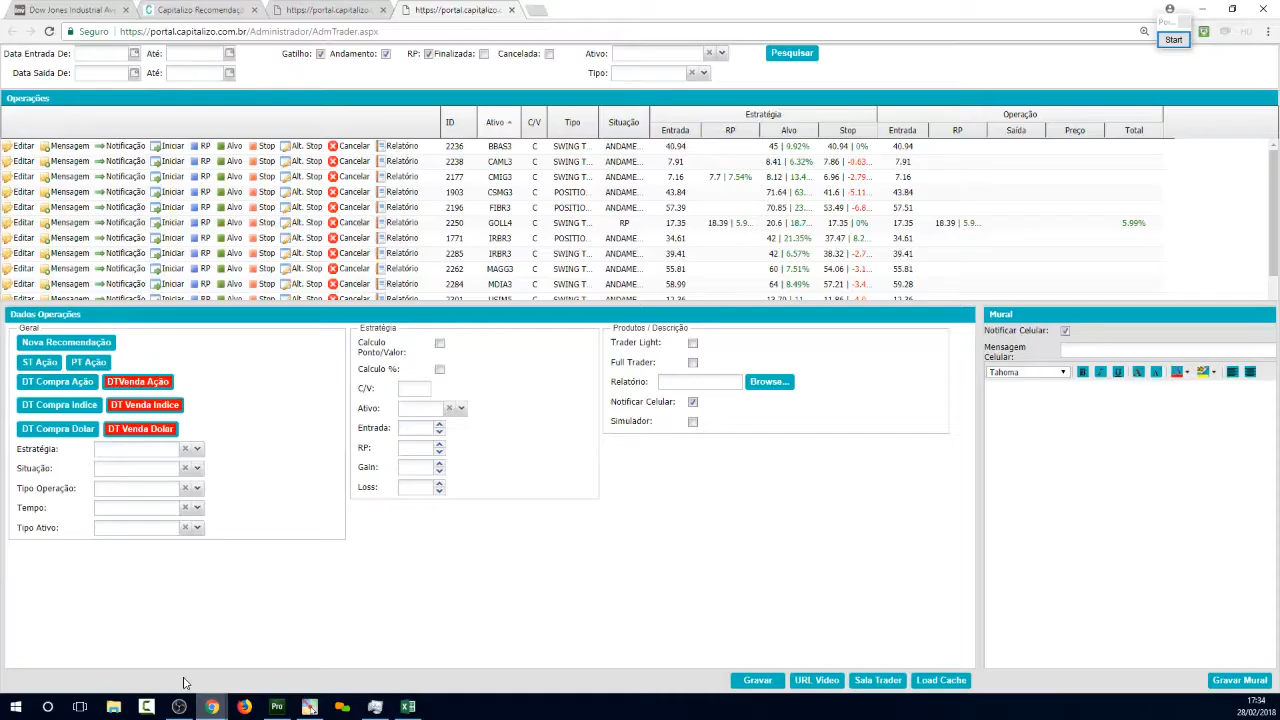 Dow Jones Industrial Ave
Capitalizo Recomendaç
https://portal.capitalizo.c
https://portal.capitalizo.c
Seguro
https://portal.capitalizo.com.br/Administrador/AdmTrader.aspx
Start
Data Entrada De: Até: Gatilho: Andamento: RP: Finalizada: Cancelada: Ativo: Pesquisar
Data Saída De: Até: Tipo:
Operações
ID Ativo C/V Tipo Situação Estratégia Operação
Entrada RP Alvo Stop Entrada RP Saída Preço Total
Editar Mensagem Notificação Iniciar RP Alvo Stop Alt. Stop Cancelar Relatório 2236 BBAS3 C SWING T... ANDAME... 40.94 45 | 9.92% 40.94 | 0% 40.94
Editar Mensagem Notificação Iniciar RP Alvo Stop Alt. Stop Cancelar Relatório 2238 CAML3 C SWING T... ANDAME... 7.91 8.41 | 6.32% 7.86 | -0.63... 7.91
Editar Mensagem Notificação Iniciar RP Alvo Stop Alt. Stop Cancelar Relatório 2177 CMIG3 C SWING T... ANDAME... 7.16 7.7 | 7.54% 8.12 | 13.4... 6.96 | -2.79... 7.16
Editar Mensagem Notificação Iniciar RP Alvo Stop Alt. Stop Cancelar Relatório 1903 CSMG3 C POSITIO... ANDAME... 43.84 71.64 | 63.... 41.6 | -5.11... 43.84
Editar Mensagem Notificação Iniciar RP Alvo Stop Alt. Stop Cancelar Relatório 2196 FIBR3 C POSITIO... ANDAME... 57.39 70.85 | 23.... 53.49 | -6.8... 57.51
Editar Mensagem Notificação Iniciar RP Alvo Stop Alt. Stop Cancelar Relatório 2250 GOLL4 C SWING T... RP 17.35 18.39 | 5.9... 20.6 | 18.7... 17.35 | 0% 17.35 18.39 | 5.9... 5.99%
Editar Mensagem Notificação Iniciar RP Alvo Stop Alt. Stop Cancelar Relatório 1771 IRBR3 C POSITIO... ANDAME... 34.61 42 | 21.35% 37.47 | 8.2... 34.61
Editar Mensagem Notificação Iniciar RP Alvo Stop Alt. Stop Cancelar Relatório 2285 IRBR3 C SWING T... ANDAME... 39.41 42 | 6.57% 38.32 | -2.7... 39.41
Editar Mensagem Notificação Iniciar RP Alvo Stop Alt. Stop Cancelar Relatório 2262 MAGG3 C SWING T... ANDAME... 55.81 60 | 7.51% 54.06 | -3.1... 55.81
Editar Mensagem Notificação Iniciar RP Alvo Stop Alt. Stop Cancelar Relatório 2284 MDIA3 C SWING T... ANDAME... 58.99 64 | 8.49% 57.21 | -3.4... 59.28
Editar Mensagem Notificação Iniciar RP Alvo Stop Alt. Stop Cancelar Relatório 2301 USIM5 C SWING T... ANDAME... 12.36
Dados Operações
Mural
Geral
Nova Recomendação
ST Ação PT Ação
DT Compra Ação DTVenda Ação
DT Compra Indice DT Venda Indice
DT Compra Dolar DT Venda Dolar
Estratégia:
Situação:
Tipo Operação:
Tempo:
Tipo Ativo:
Estratégia
Calculo
Ponto/Valor:
Calculo %:
C/V:
Ativo:
Entrada:
RP:
Gain:
Loss:
Produtos / Descrição
Trader Light:
Full Trader:
Relatório: Browse...
Notificar Celular:
Simulador:
Notificar Celular:
Mensagem
Celular:
Tahoma B I U A A A
Gravar URL Video Sala Trader Load Cache Gravar Mural
Pro
17:34
28/02/2018